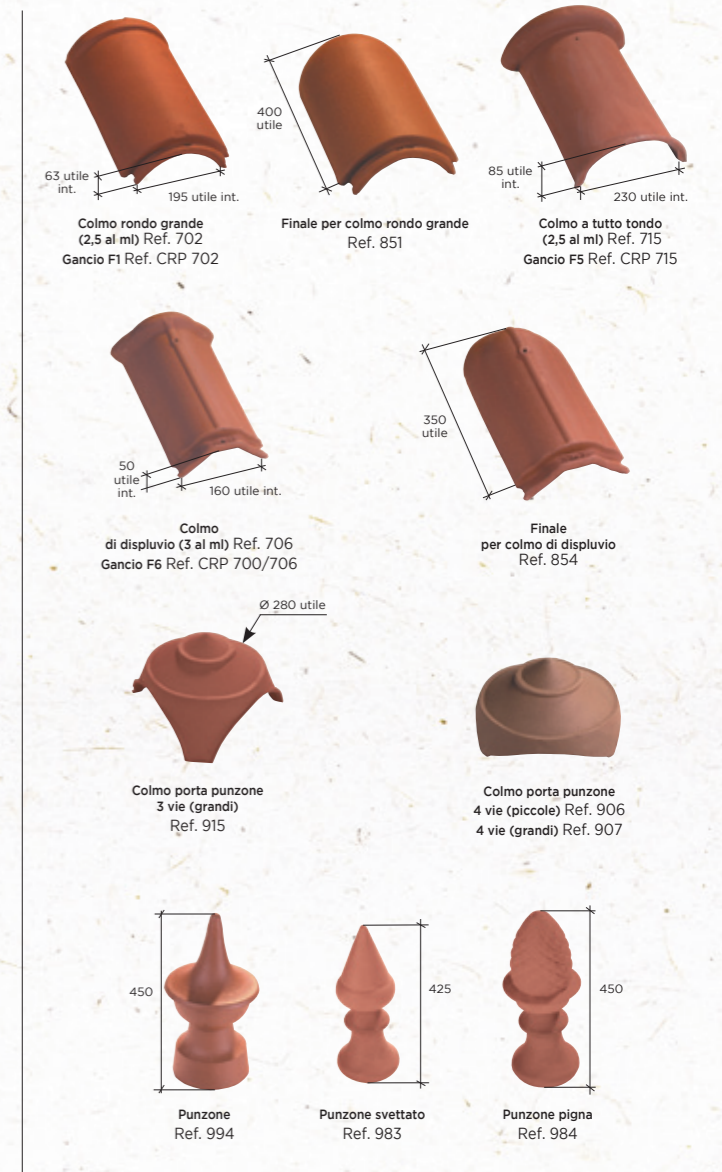 400
utile
63 utile
int.
195 utile int.
85 utile
int.
230 utile int.
Colmo rondo grande
(2,5 al ml) Ref. 702
Gancio F1 Ref. CRP 702
Finale per colmo rondo grande
Ref. 851
Colmo a tutto tondo
(2,5 al ml) Ref. 715
Gancio F5 Ref. CRP 715
50
utile
int.
160 utile int.
350
utile
Colmo
di displuvio (3 al ml) Ref. 706
Gancio F6 Ref. CRP 700/706
Finale
per colmo di displuvio
Ref. 854
Ø 280 utile
Colmo porta punzone
3 vie (grandi)
Ref. 915
Colmo porta punzone
4 vie (piccole) Ref. 906
4 vie (grandi) Ref. 907
450
425
450
Punzone
Ref. 994
Punzone svettato
Ref. 983
Punzone pigna
Ref. 984